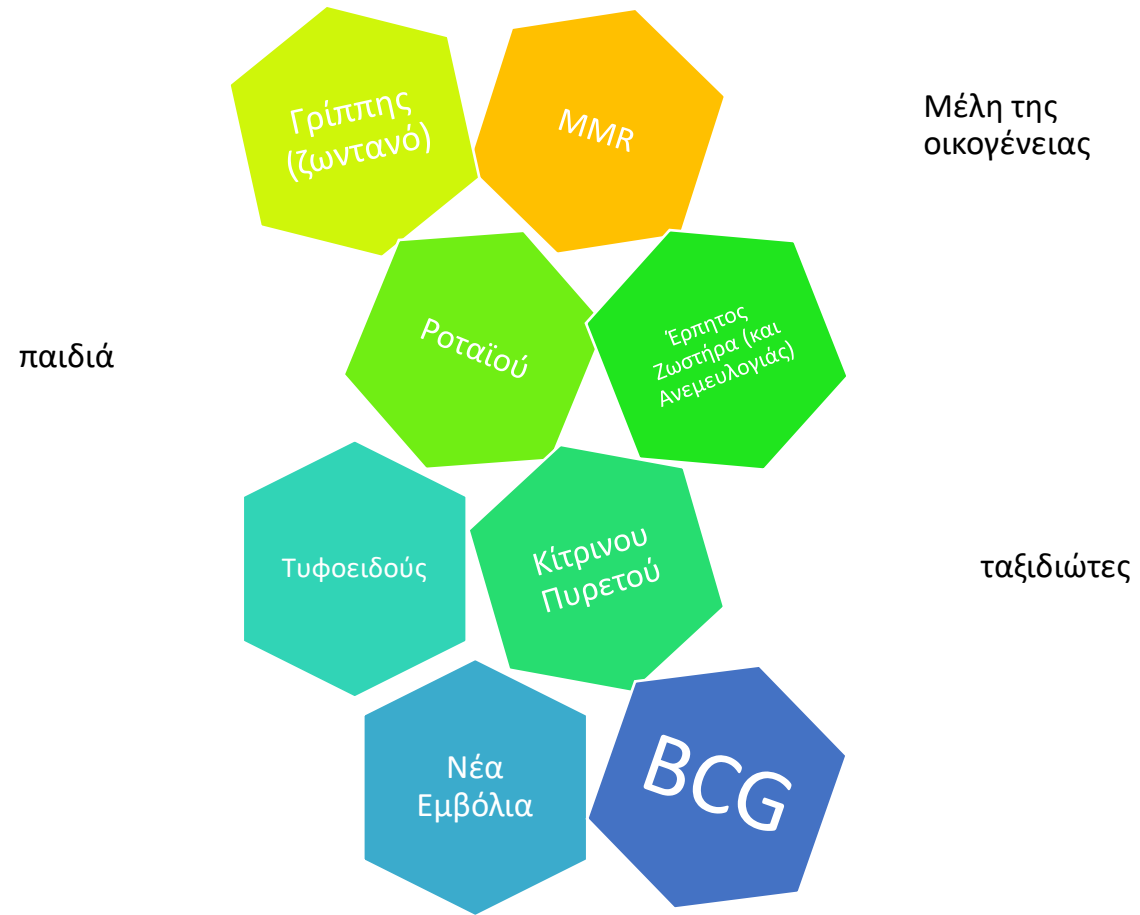 Γρίππης
(ζωντανό)
MMR
Μέλη της
οικογένειας
παιδιά
Ροταϊού
Έρπητος
Ζωστήρα (και
Ανεμευλογιάς)
Τυφοειδούς
Κίτρινου
Πυρετού
ταξιδιώτες
Νέα
Εμβόλια
BCG